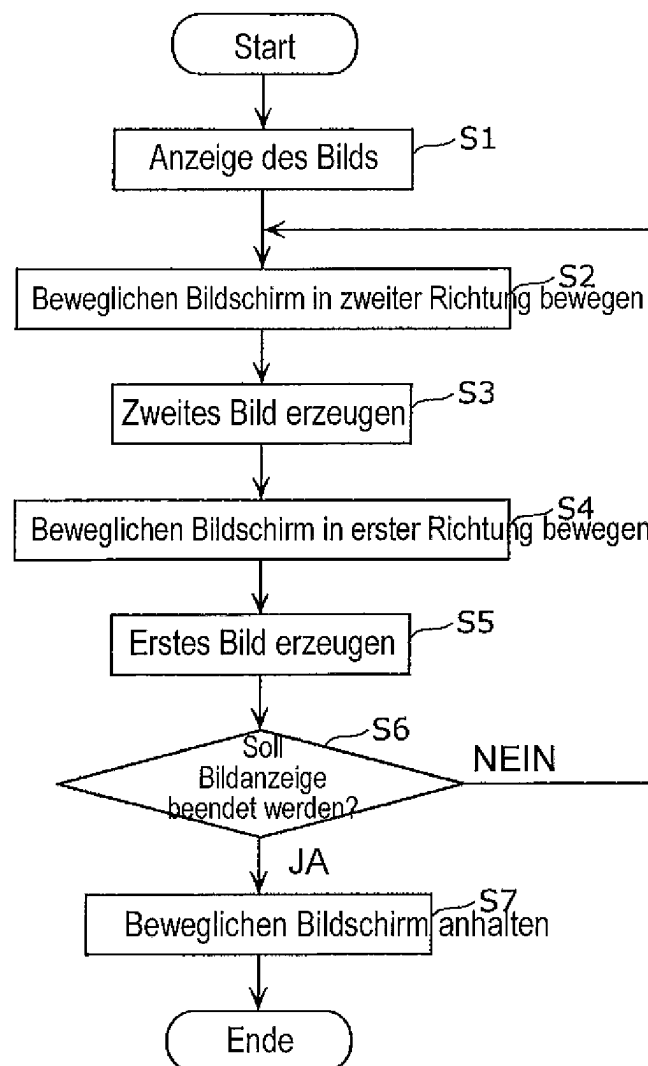 Start
Anzeige des Bilds
S1
Beweglichen Bildschirm in zweiter Richtung bewegen
S2
Zweites Bild erzeugen
S3
Beweglichen Bildschirm in erster Richtung bewegen
S4
Erstes Bild erzeugen
S5
S6
Soll
Bildanzeige
beendet werden?
NEIN
JA
Beweglichen Bildschirm anhalten
S7
Ende